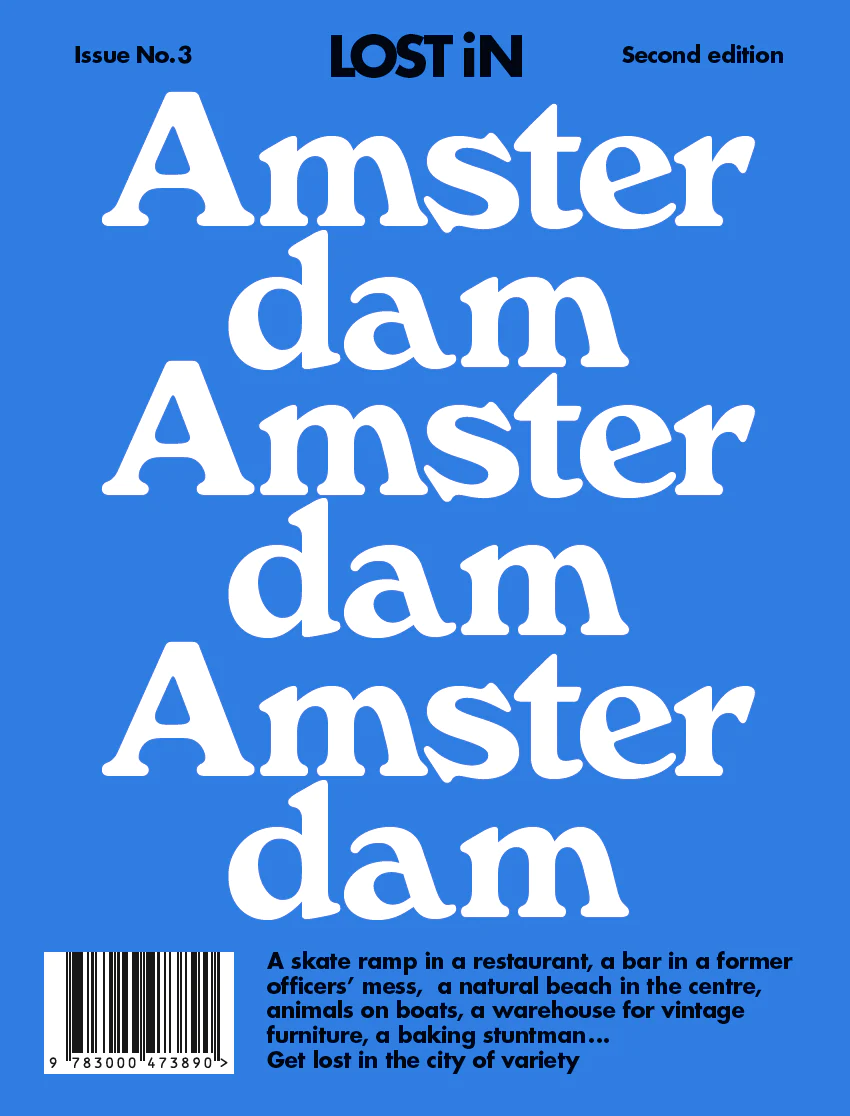 Issue No.3 LOST iN Second edition
Amster
dam
Amster
dam
Amster
dam
A skate ramp in a restaurant, a bar in a former
officers’ mess,  a natural beach in the centre,
animals on boats, a warehouse for vintage
furniture, a baking stuntman...
Get lost in the city of variety
9 783000 473890 >